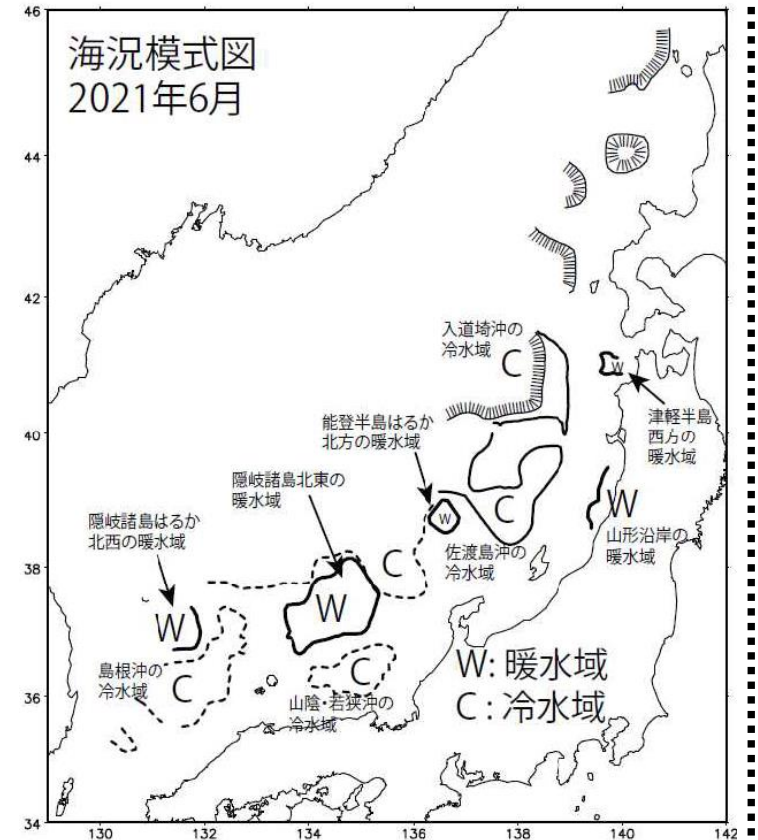 海況模式図
2021年6月
46
44
42
40
38
36
34
130
132
134
136
138
140
142
入道埼沖の
冷水域
C
W
津軽半島
西方の
暖水域
能登半島はるか
北方の暖水域
W
隠岐諸島北東の
暖水域
W
C
佐渡島沖の
冷水域
C
W
山形沿岸の
暖水域
隠岐諸島はるか
北西の暖水域
W
島根沖の
冷水域
C
C
山陰・若狭沖の
冷水域
W: 暖水域
C : 冷水域